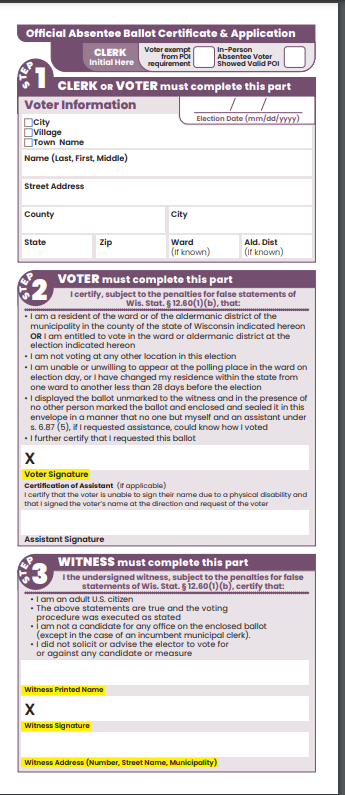 Official Absentee Ballot Certificate & Application
CLERK
Initial Here
Voter exempt
from POI
requirement
In-Person
Absentee Voter
Showed Valid POI
STEP
1
CLERK OR VOTER must complete this part
Voter Information
/ /
Election Date (mm/dd/yyyy)
City
Village
Town Name
Name (Last, First, Middle)
Street Address
County
City
State
Zip
Ward
(if known)
Ald. Dist
(if known)
STEP
2
VOTER must complete this part
I certify, subject to the penalties for false statements of
Wis. Stat. § 12.60(1)(b), that:
• I am a resident of the ward or of the aldermanic district of the
municipality in the county of the state of Wisconsin indicated hereon
OR I am entitled to vote in the ward or aldermanic district at the
election indicated hereon
• I am not voting at any other location in this election
• I am unable or unwilling to appear at the polling place in the ward on
election day, or I have changed my residence within the state from
one ward to another less than 28 days before the election
• I displayed the ballot unmarked to the witness and in the presence of
no other person marked the ballot and enclosed and sealed it in this
envelope in a manner that no one but myself and an assistant under
s. 6.87 (5), if I requested assistance, could know how I voted
• I further certify that I requested this ballot
X
Voter Signature
Certification of Assistant (if applicable)
I certify that the voter is unable to sign their name due to a physical disability and
that I signed the voter's name at the direction and request of the voter
Assistant Signature
STEP
3
WITNESS must complete this part
I the undersigned witness, subject to the penalties for false
statements of Wis. Stat. § 12.60(1)(b), certify that:
• I am an adult U.S. citizen
• The above statements are true and the voting
procedure was executed as stated
• I am not a candidate for any office on the enclosed ballot
(except in the case of an incumbent municipal clerk).
• I did not solicit or advise the elector to vote for
or against any candidate or measure
Witness Printed Name
X
Witness Signature
Witness Address (Number, Street Name, Municipality)